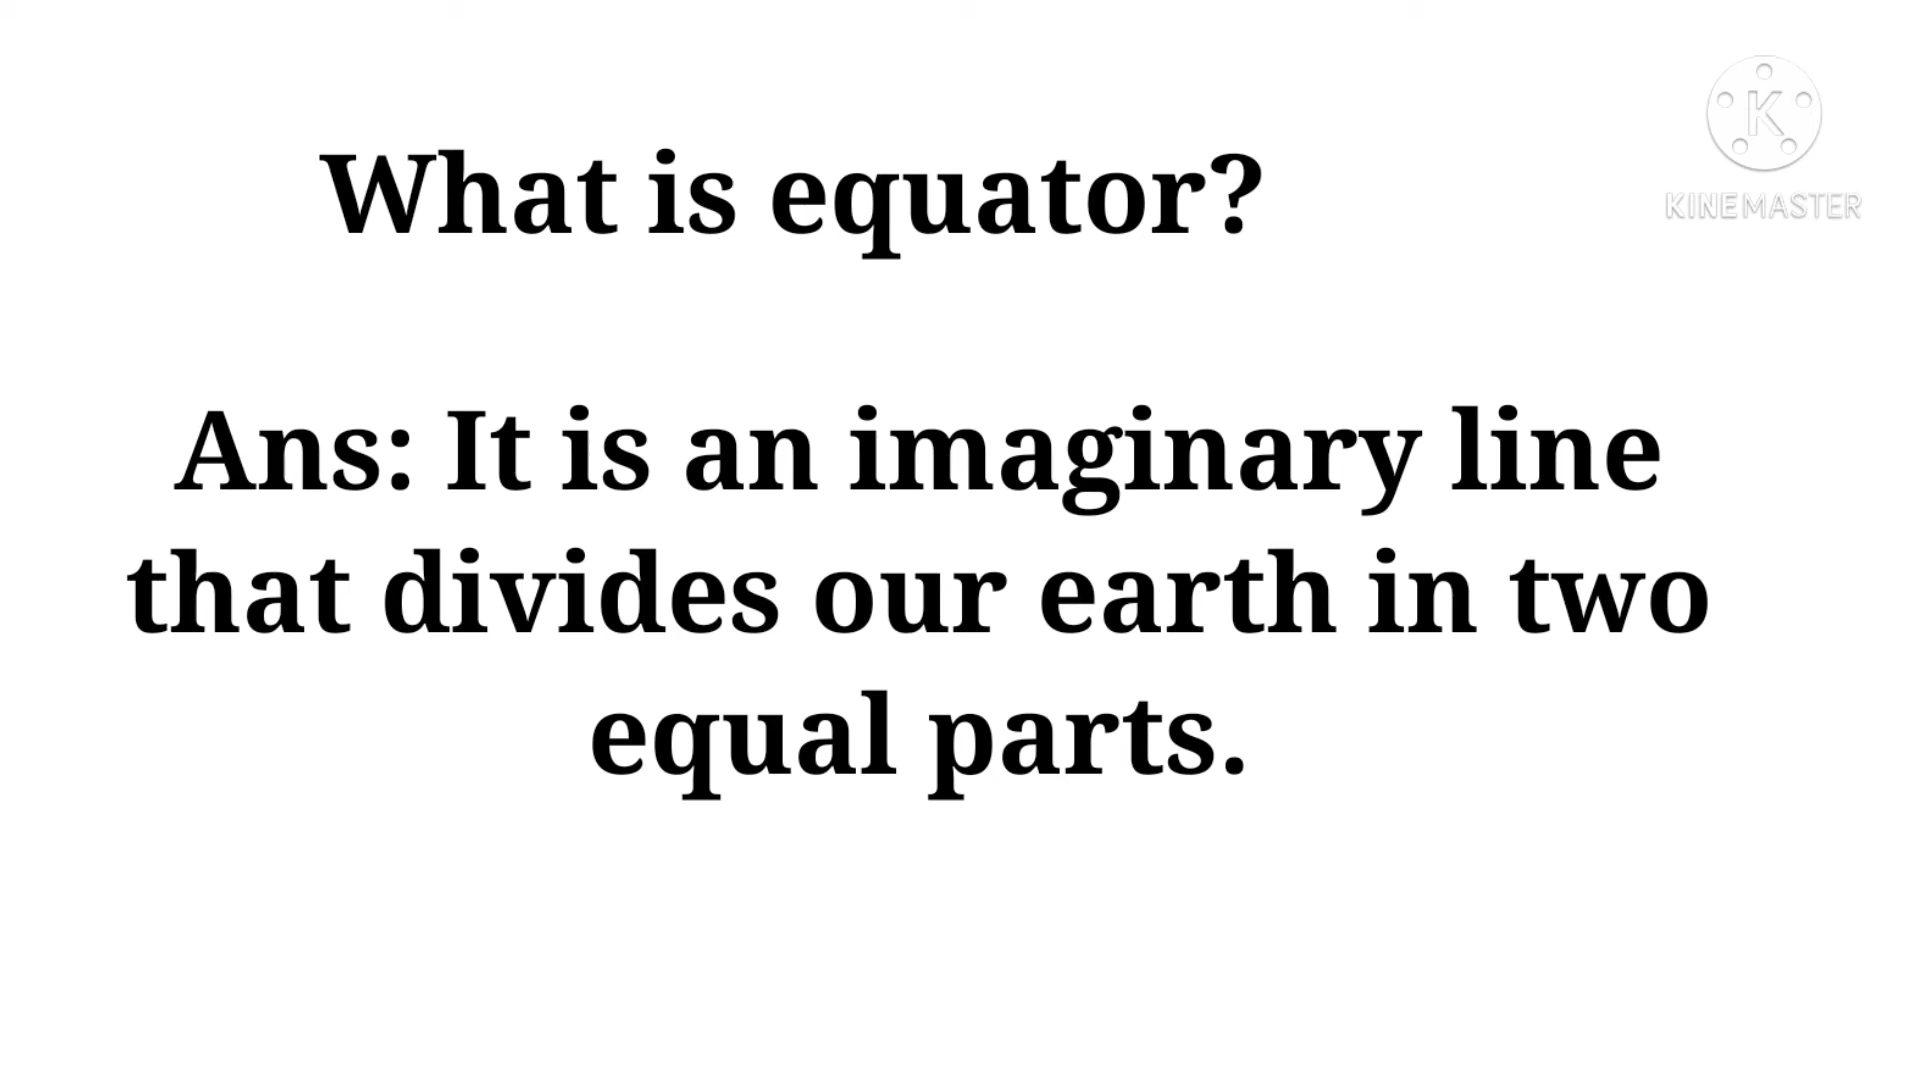 What is equator?
K
KINEMASTER
Ans: It is an imaginary line
that divides our earth in two
equal parts.